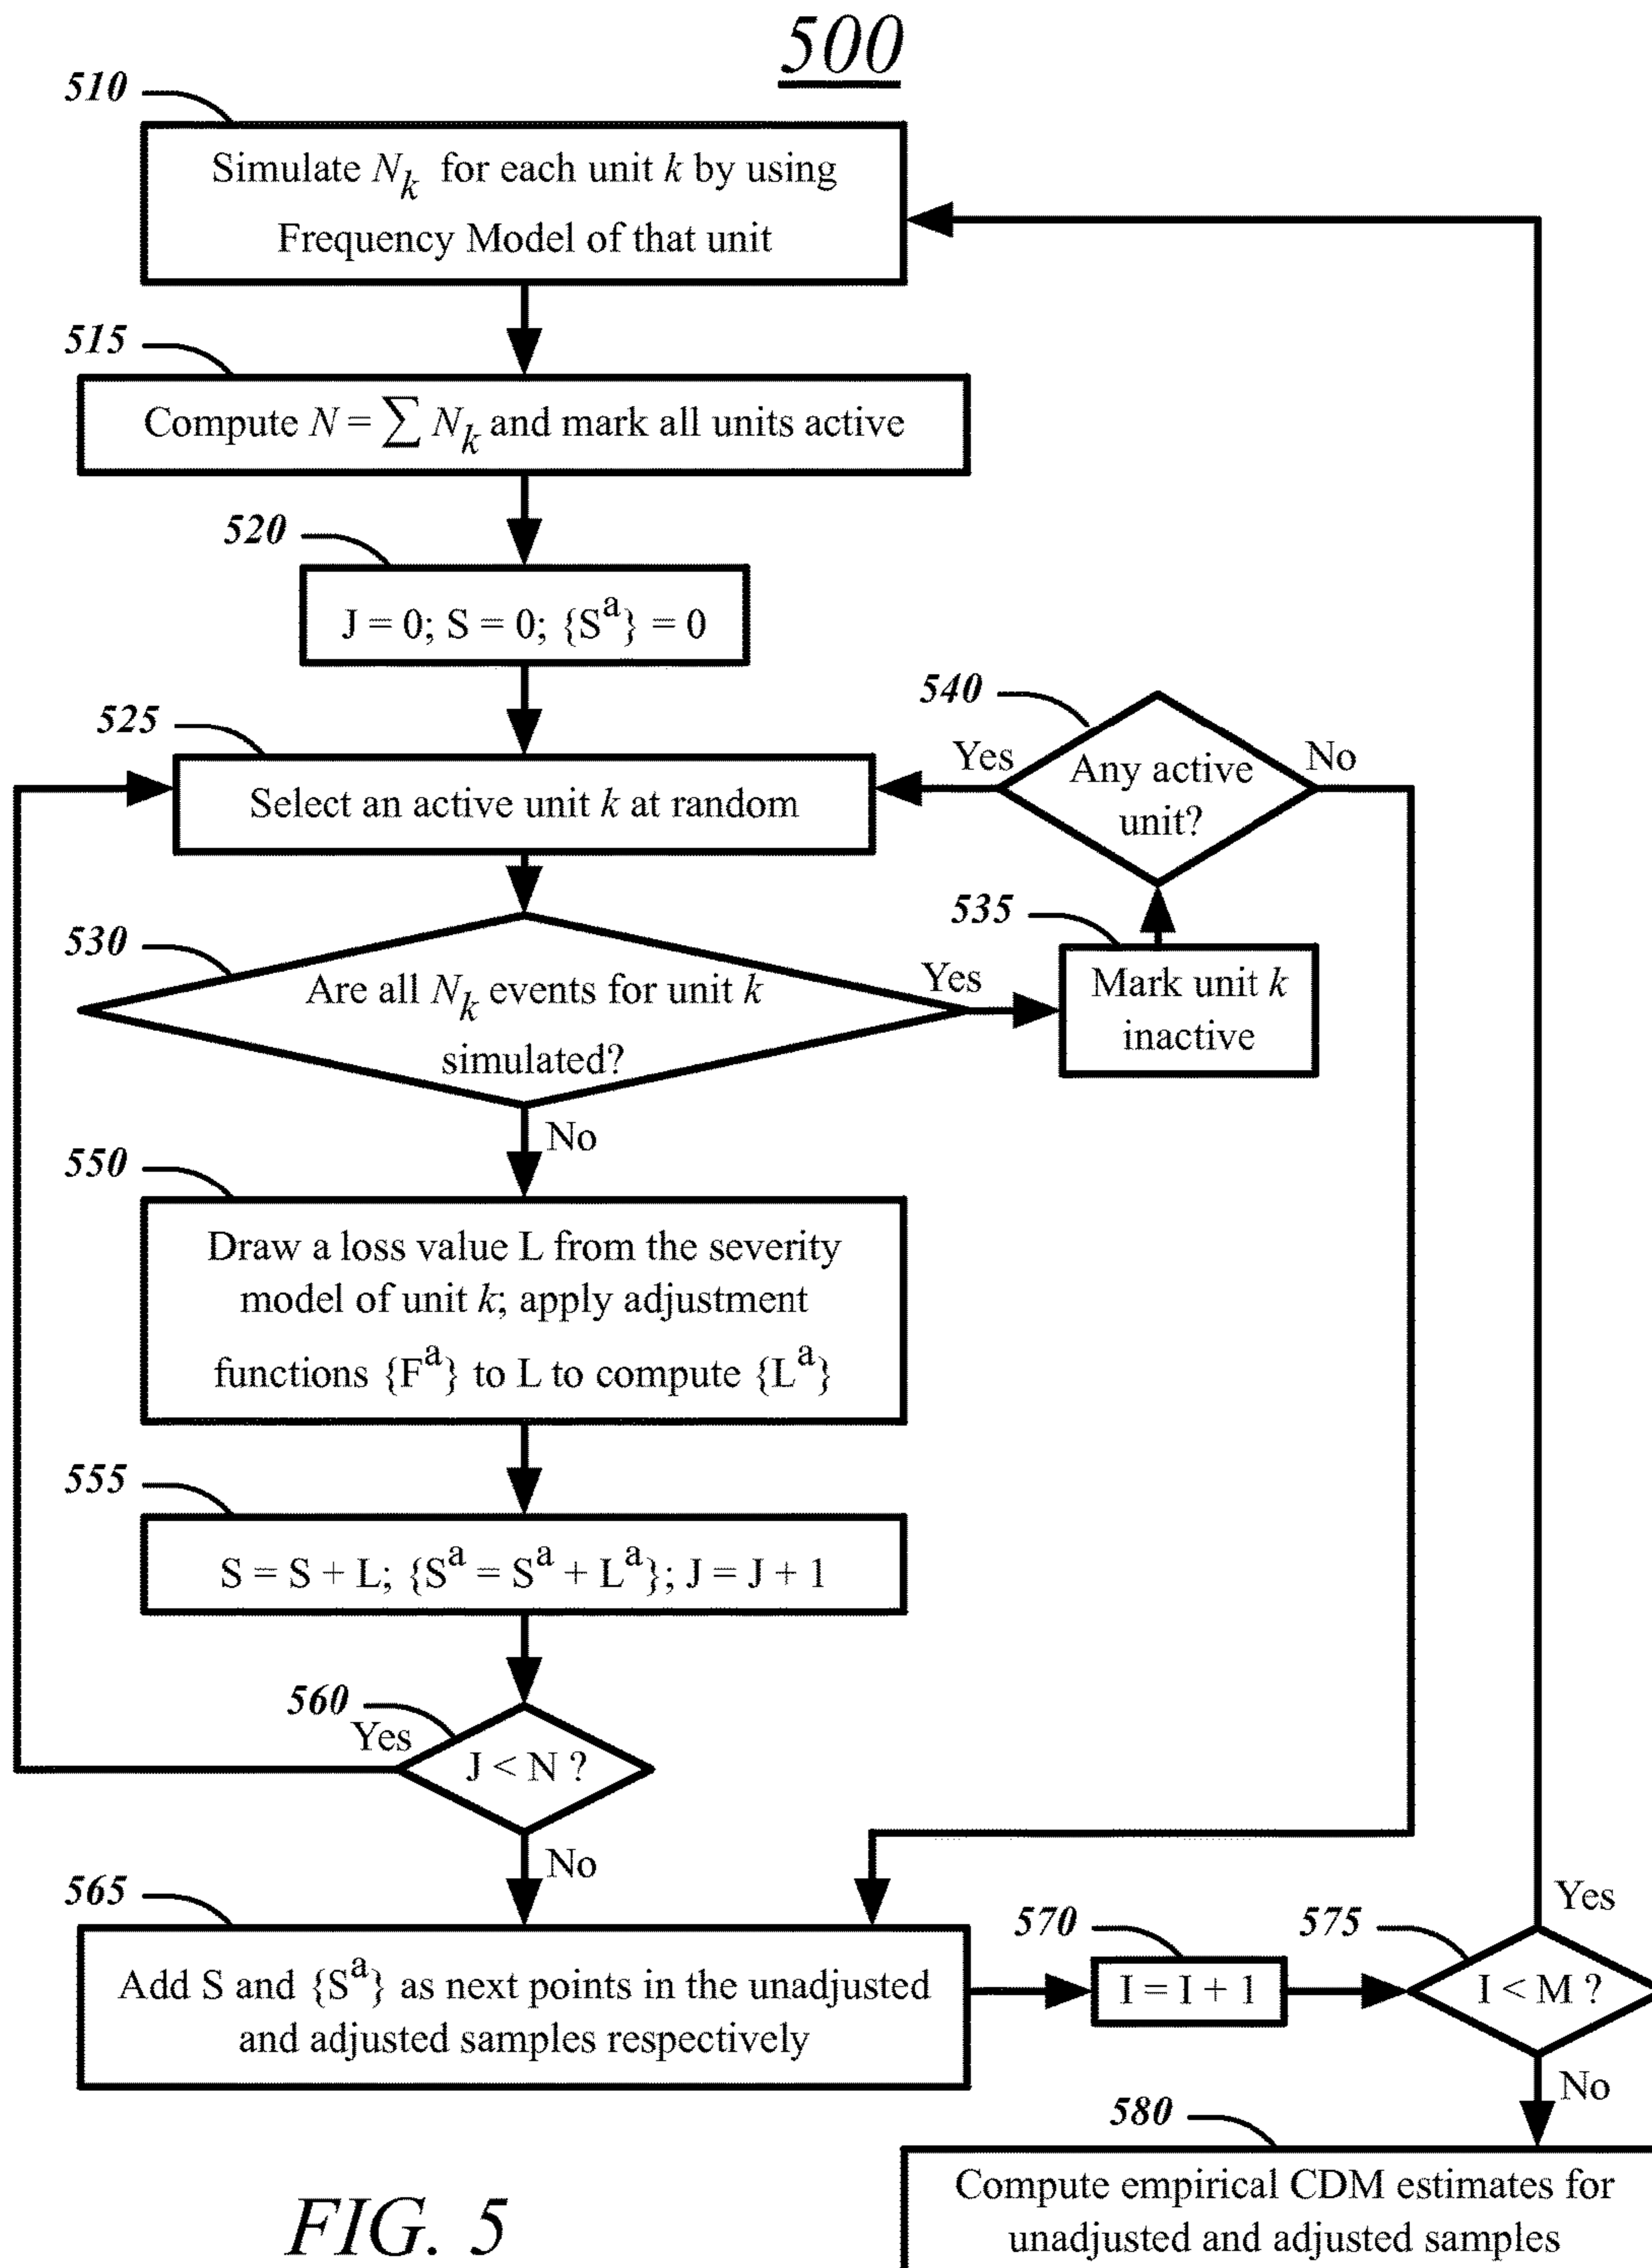 500
510
Simulate N_k for each unit k by using
Frequency Model of that unit
515
Compute N = ∑ N_k and mark all units active
520
J = 0; S = 0; {S^a} = 0
525
Select an active unit k at random
540
Yes
Any active
unit?
No
530
Are all N_k events for unit k
simulated?
Yes
535
Mark unit k
inactive
No
550
Draw a loss value L from the severity
model of unit k; apply adjustment
functions {F^a} to L to compute {L^a}
555
S = S + L; {S^a = S^a + L^a}; J = J + 1
560
Yes
J < N ?
No
565
Add S and {S^a} as next points in the unadjusted
and adjusted samples respectively
570
I = I + 1
575
I < M ?
Yes
No
580
Compute empirical CDM estimates for
unadjusted and adjusted samples
FIG. 5